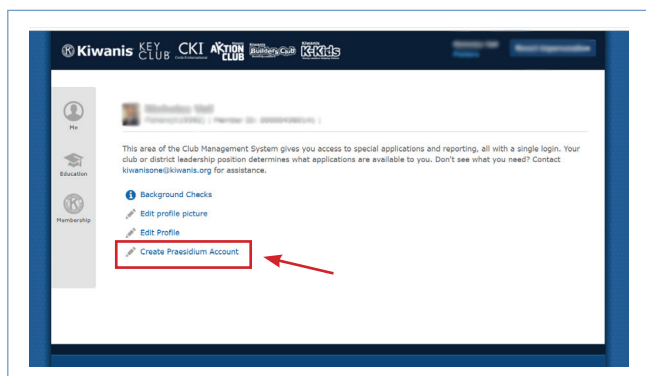 Kiwanis KEY CLUB CKI AKTION CLUB Builders Club K-Kids
Me
This area of the Club Management System gives you access to special applications and reporting, all with a single login. Your
club or district leadership position determines what applications are available to you. Don't see what you need? Contact
kiwanisone@kiwanis.org for assistance.
Education
Background Checks
Membership
Edit profile picture
Edit Profile
Create Praesidium Account